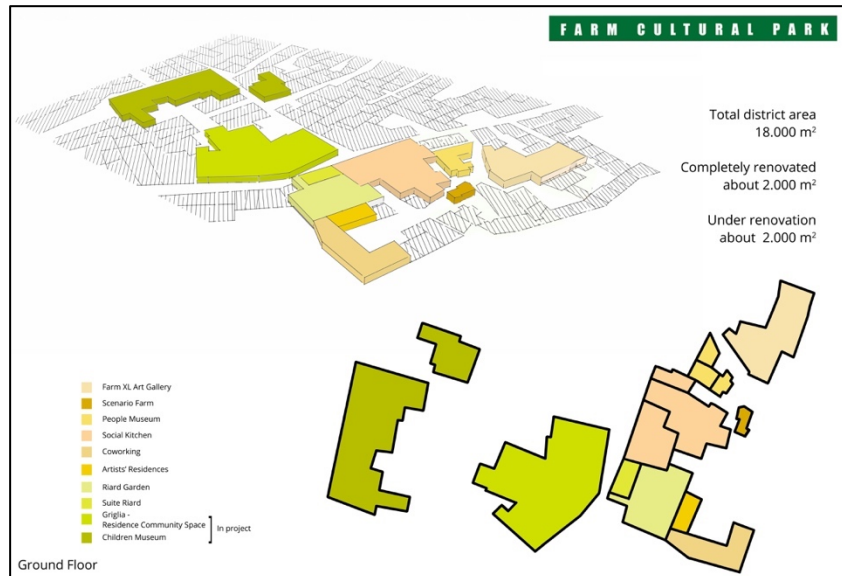 FARM CULTURAL PARK
Total district area
18.000 m²
Completely renovated
about 2.000 m²
Under renovation
about 2.000 m²
Farm XL Art Gallery
Scenario Farm
People Museum
Social Kitchen
Coworking
Artists' Residences
Riard Garden
Suite Riard
Griglia -
Residence Community Space
Children Museum
In project
Ground Floor